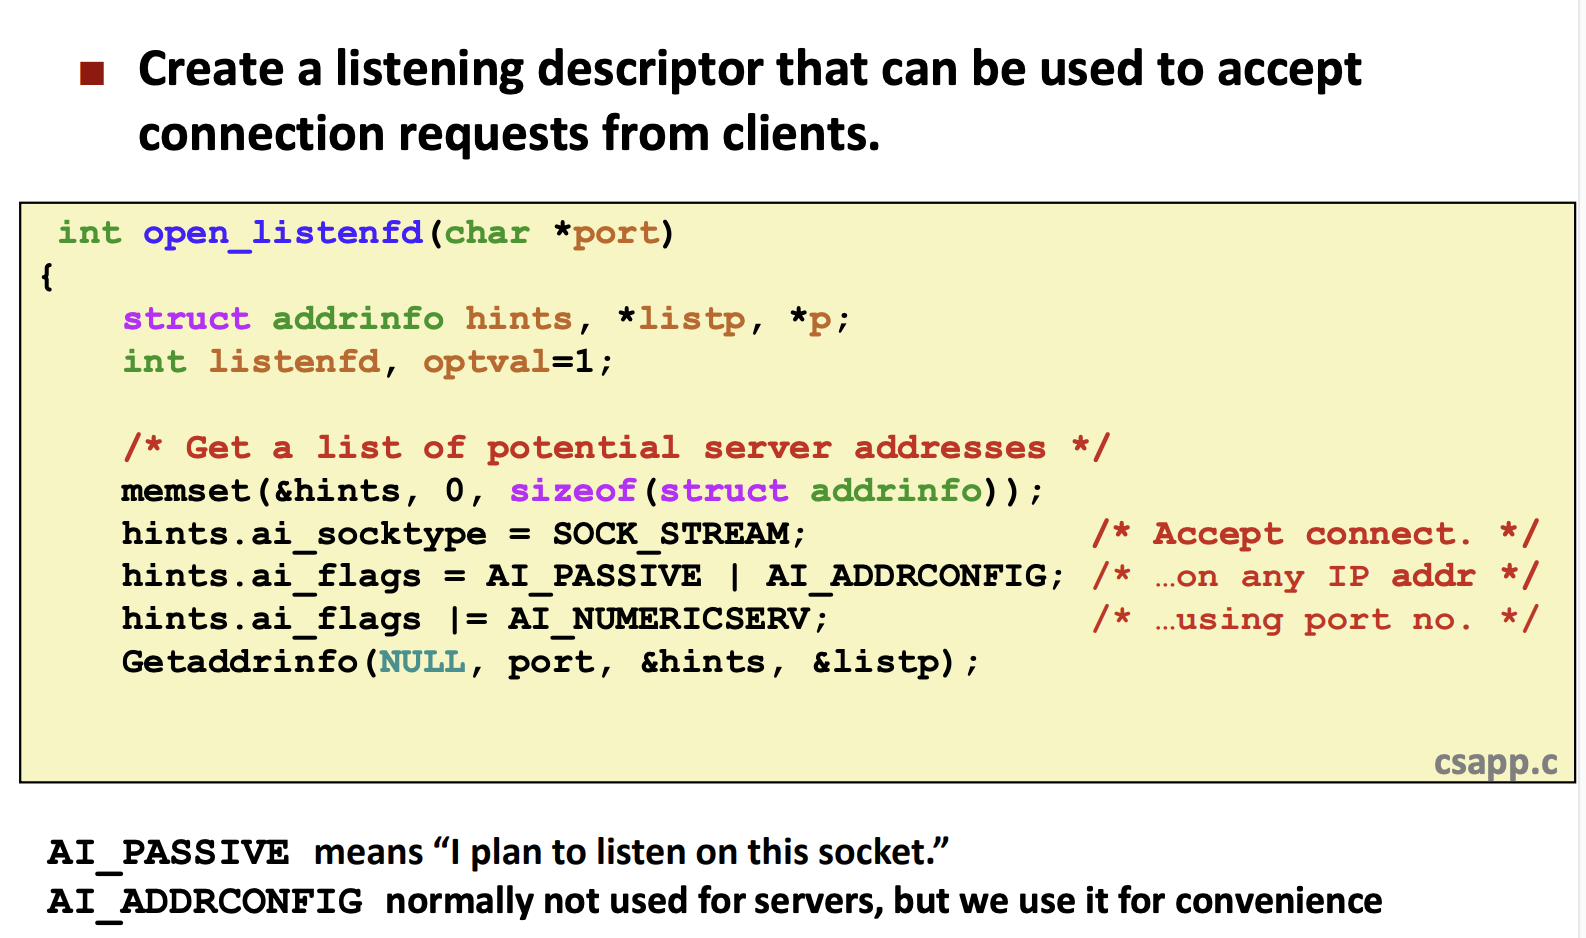 ■ Create a listening descriptor that can be used to accept
connection requests from clients.
int open_listenfd(char *port)
{
    struct addrinfo hints, *listp, *p;
    int listenfd, optval=1;

    /* Get a list of potential server addresses */
    memset(&hints, 0, sizeof(struct addrinfo));
    hints.ai_socktype = SOCK_STREAM;             /* Accept connect. */
    hints.ai_flags = AI_PASSIVE | AI_ADDRCONFIG; /* …on any IP addr */
    hints.ai_flags |= AI_NUMERICSERV;            /* …using port no. */
    Getaddrinfo(NULL, port, &hints, &listp);
csapp.c
AI_PASSIVE means “I plan to listen on this socket.”
AI_ADDRCONFIG normally not used for servers, but we use it for convenience